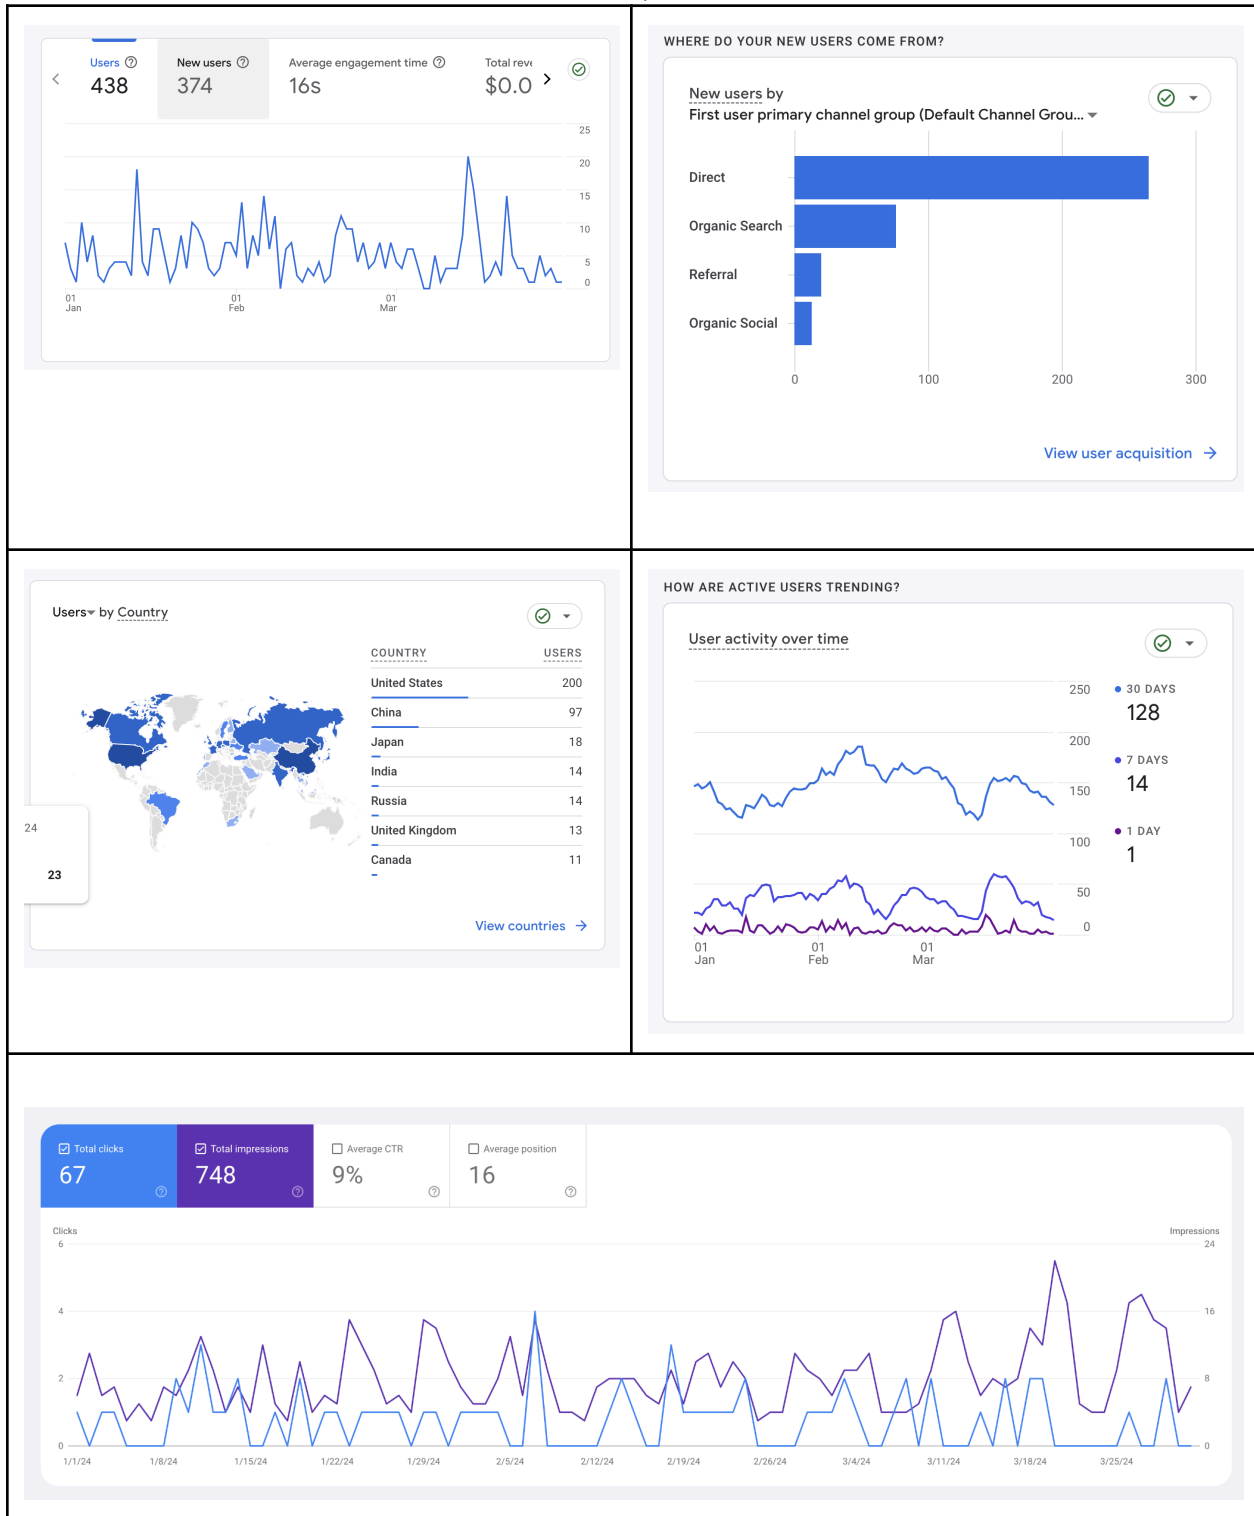 Users
438
New users
374
Average engagement time
16s
Total reve
$0.0
25
20
15
10
5
0
01
Jan
01
Feb
01
Mar
WHERE DO YOUR NEW USERS COME FROM?
New users by
First user primary channel group (Default Channel Grou...
Direct
Organic Search
Referral
Organic Social
0
100
200
300
View user acquisition
Users by Country
COUNTRY USERS
United States 200
China 97
Japan 18
India 14
Russia 14
United Kingdom 13
Canada 11
24
23
View countries
HOW ARE ACTIVE USERS TRENDING?
User activity over time
250
200
150
100
50
0
01
Jan
01
Feb
01
Mar
30 DAYS
128
7 DAYS
14
1 DAY
1
Total clicks
67
Total impressions
748
Average CTR
9%
Average position
16
Clicks
6
4
2
0
Impressions
24
16
8
0
1/1/24
1/8/24
1/15/24
1/22/24
1/29/24
2/5/24
2/12/24
2/19/24
2/26/24
3/4/24
3/11/24
3/18/24
3/25/24